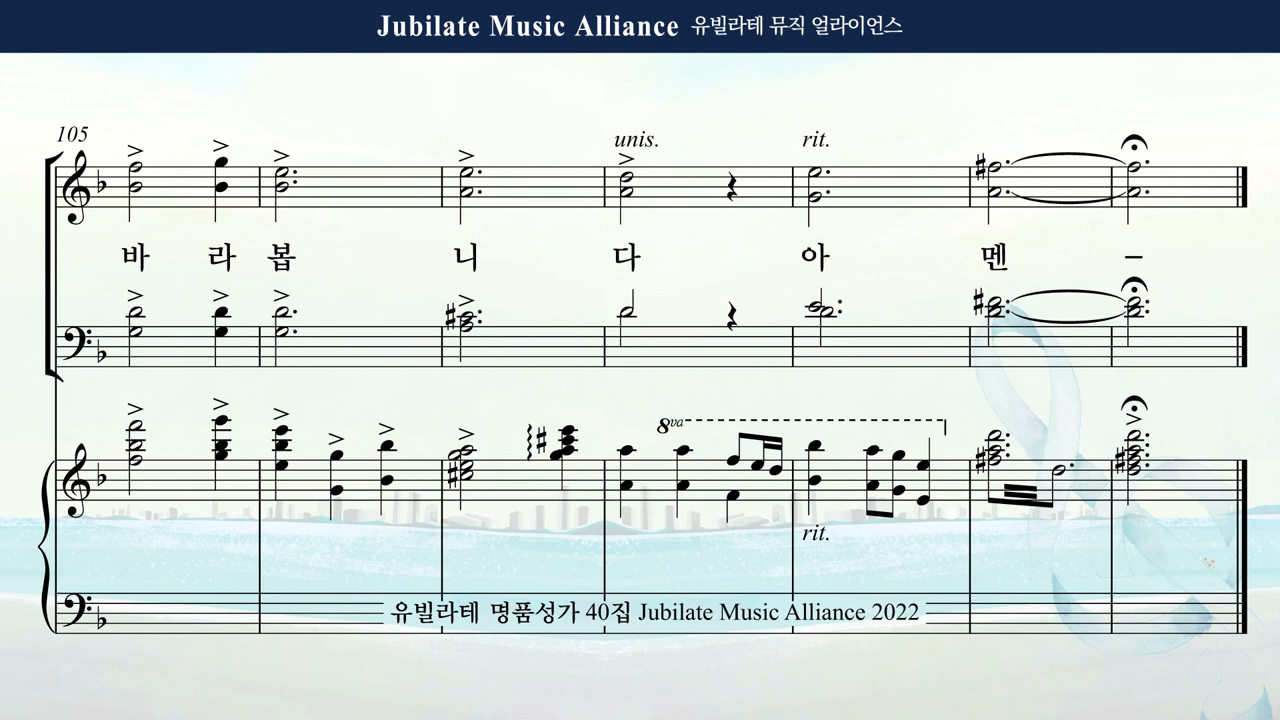 Jubilate Music Alliance 유빌라테 뮤직 얼라이언스
105
unis. rit.
바 라 봅 니 다 아 멘 –
8va
rit.
유빌라테 명품성가 40집 Jubilate Music Alliance 2022